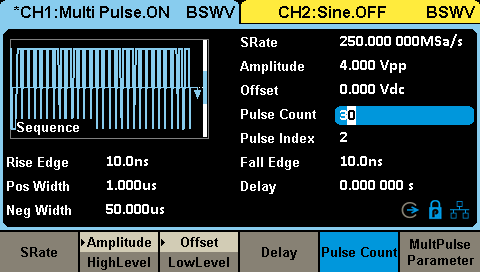 *CH1:Multi Pulse.ON BSWV
CH2:Sine.OFF BSWV
Sequence
SRate 250.000 000MSa/s
Amplitude 4.000 Vpp
Offset 0.000 Vdc
Pulse Count 30
Pulse Index 2
Rise Edge 10.0ns
Fall Edge 10.0ns
Pos Width 1.000us
Delay 0.000 000 s
Neg Width 50.000us
SRate
Amplitude
HighLevel
Offset
LowLevel
Delay
Pulse Count
MultPulse
Parameter